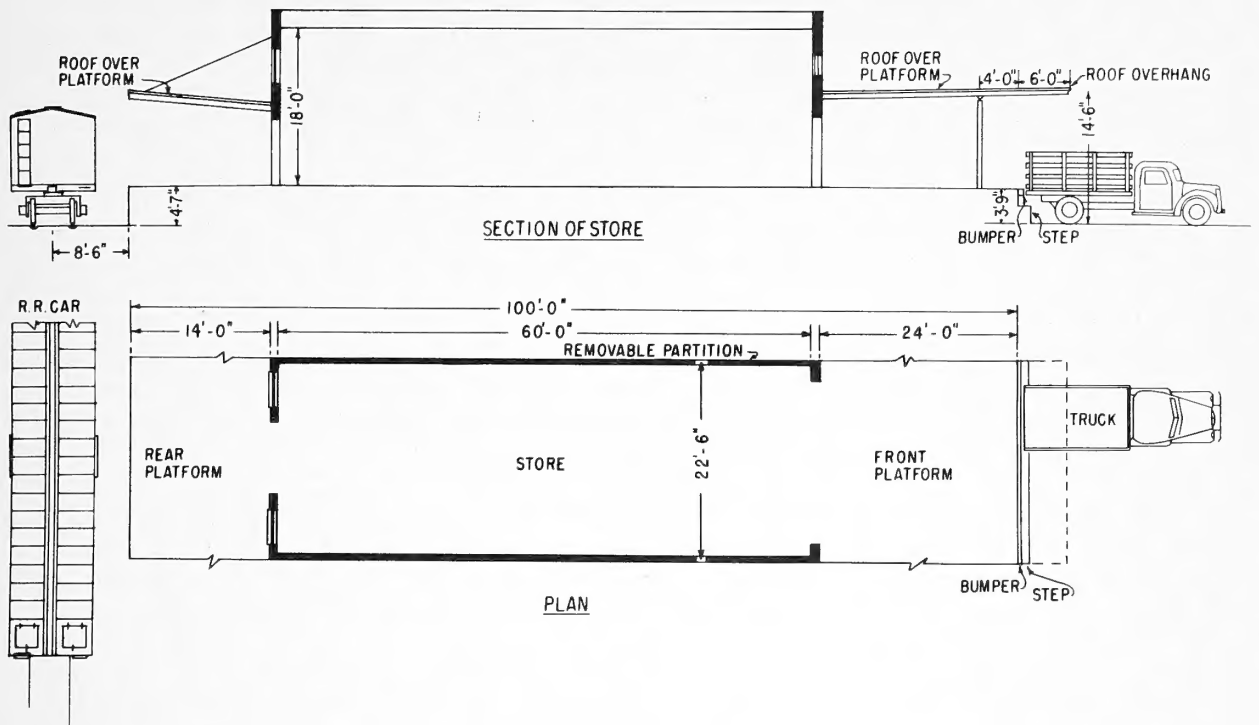 ROOF OVER
PLATFORM
18'-0"
ROOF OVER
PLATFORM
4'-0"
6'-0"
ROOF OVERHANG
14'-6"
4'-7"
3'-9"
8'-6"
SECTION OF STORE
BUMPER
STEP
R.R. CAR
100'-0"
14'-0"
60'-0"
24'-0"
REMOVABLE PARTITION
22'-6"
TRUCK
REAR
PLATFORM
STORE
FRONT
PLATFORM
BUMPER
STEP
PLAN